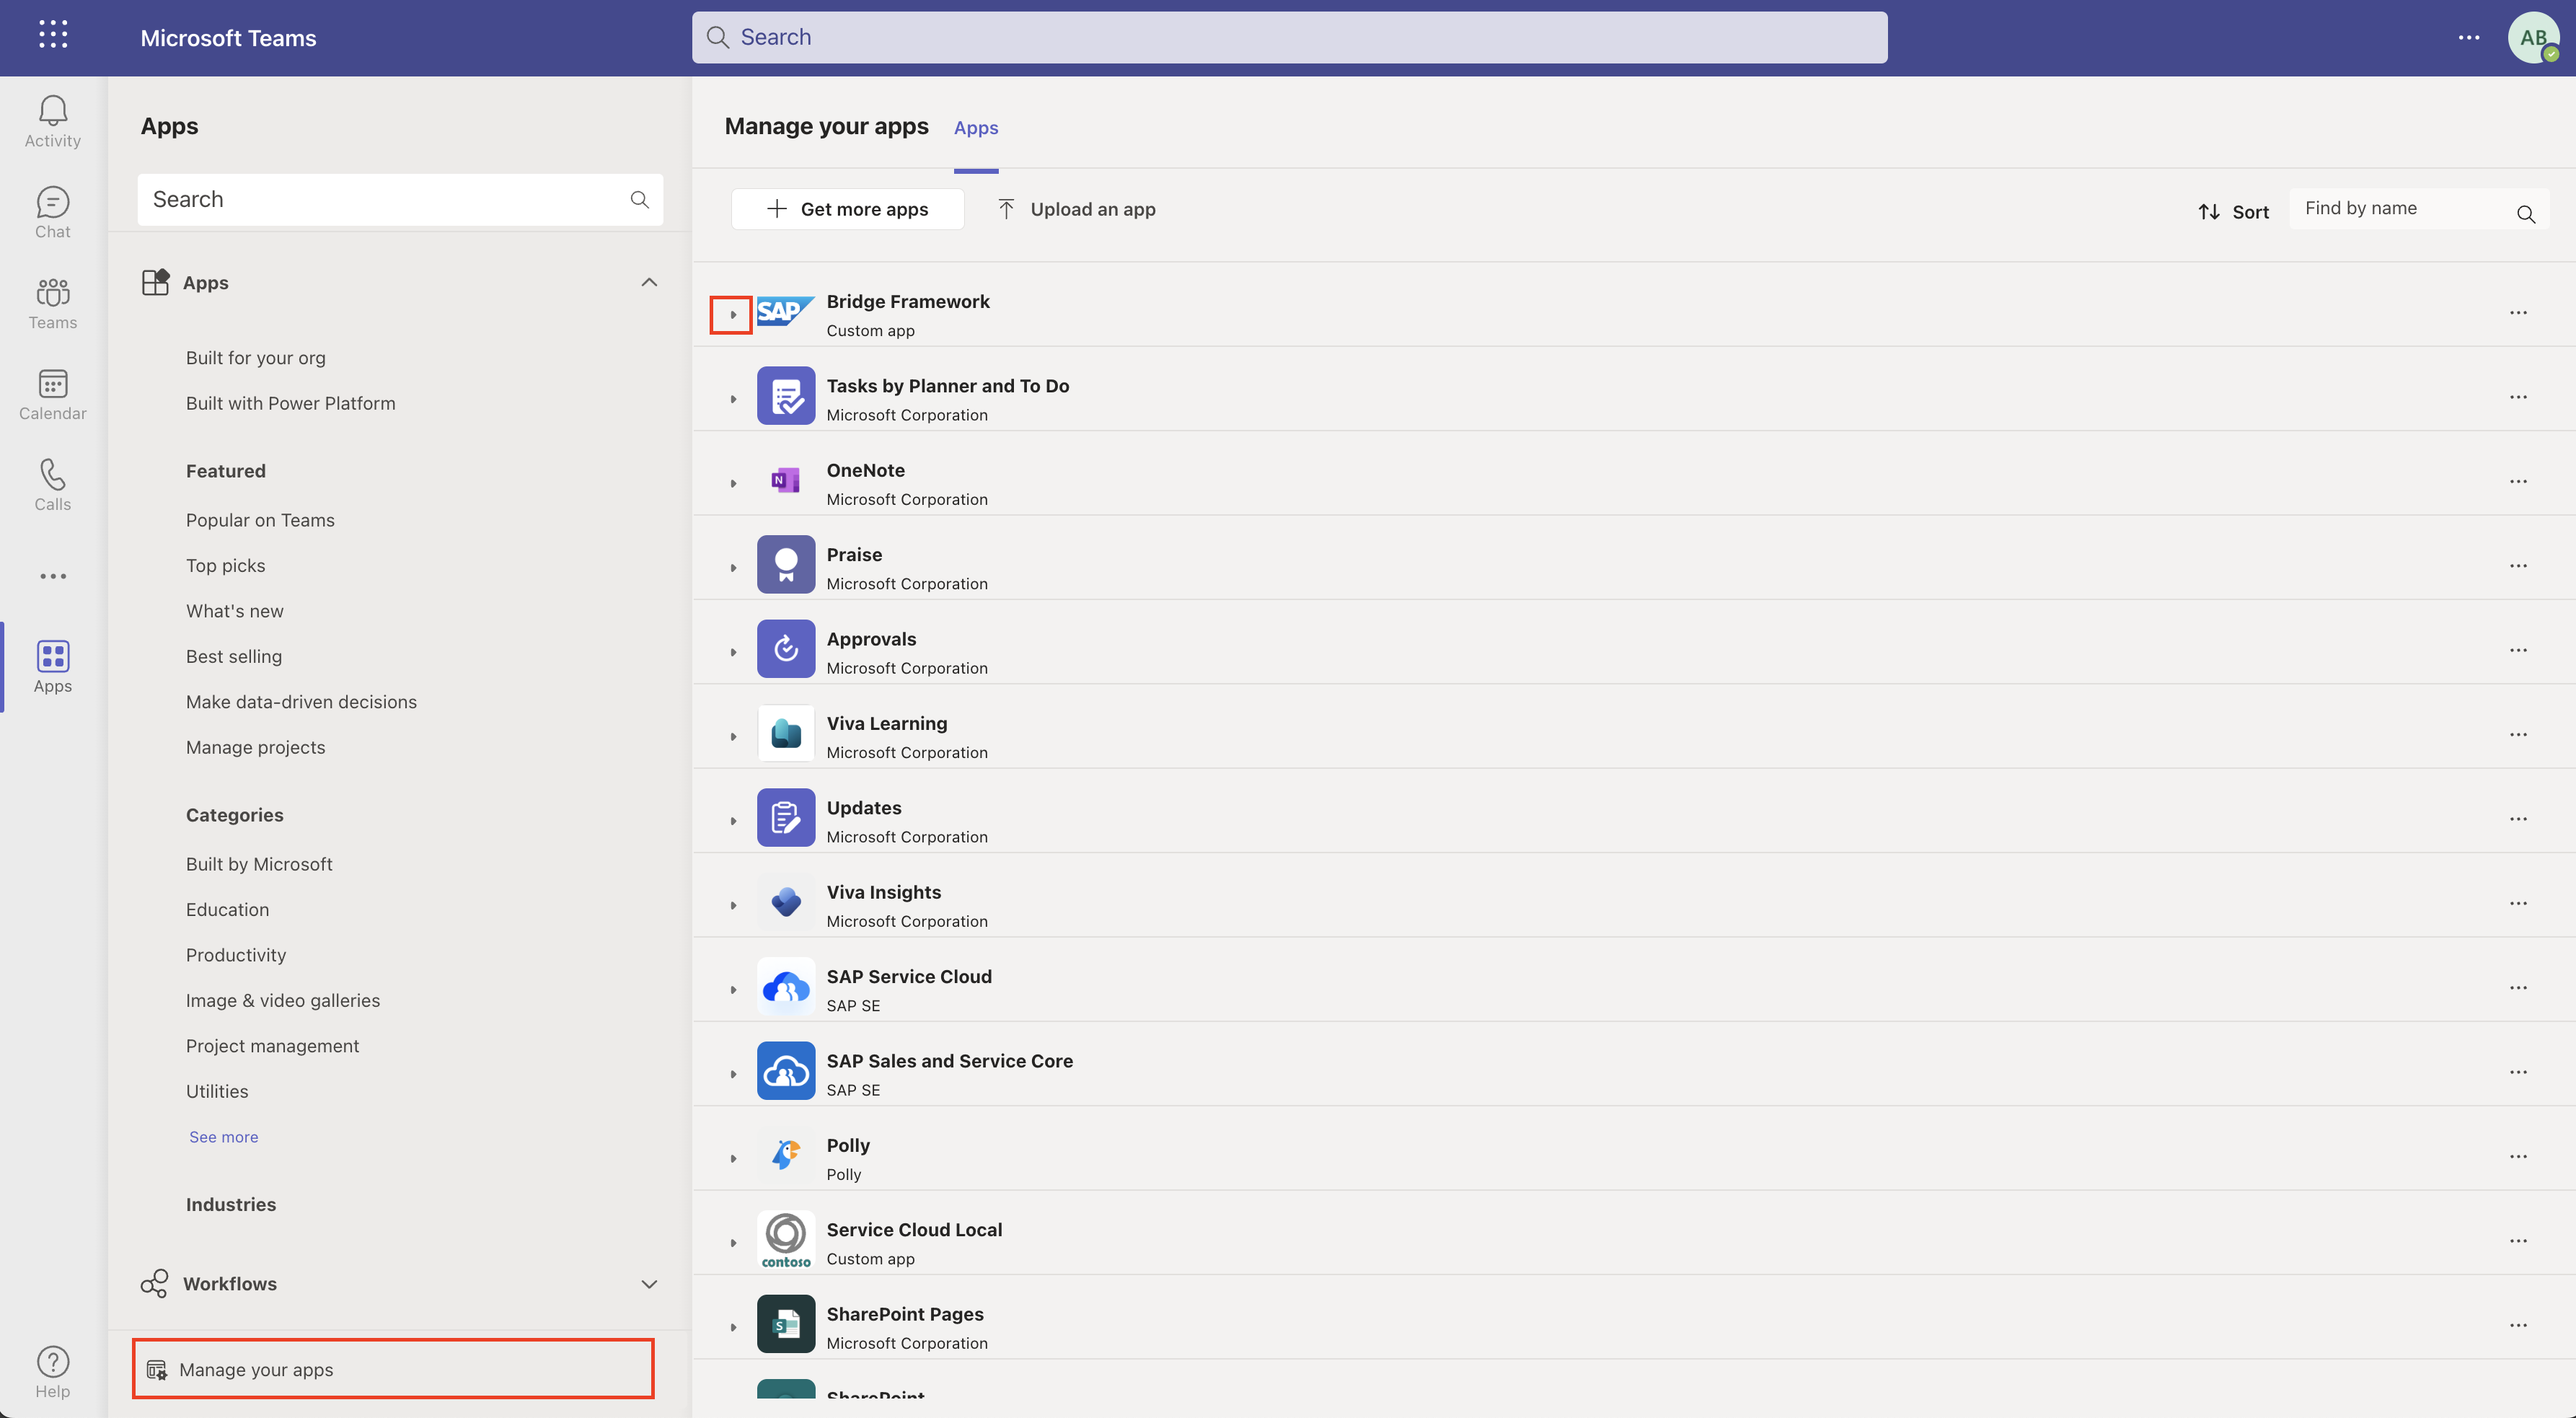 Microsoft Teams
Search
AB
Activity
Chat
Teams
Calendar
Calls
Apps
Help
Apps
Search
Apps
Built for your org
Built with Power Platform
Featured
Popular on Teams
Top picks
What's new
Best selling
Make data-driven decisions
Manage projects
Categories
Built by Microsoft
Education
Productivity
Image & video galleries
Project management
Utilities
See more
Industries
Workflows
Manage your apps
Manage your apps
Apps
Get more apps
Upload an app
Sort
Find by name
SAP
Bridge Framework
Custom app
Tasks by Planner and To Do
Microsoft Corporation
N
OneNote
Microsoft Corporation
Praise
Microsoft Corporation
Approvals
Microsoft Corporation
Viva Learning
Microsoft Corporation
Updates
Microsoft Corporation
Viva Insights
Microsoft Corporation
SAP Service Cloud
SAP SE
SAP Sales and Service Core
SAP SE
Polly
Polly
contoso
Service Cloud Local
Custom app
S
SharePoint Pages
Microsoft Corporation
SharePoint